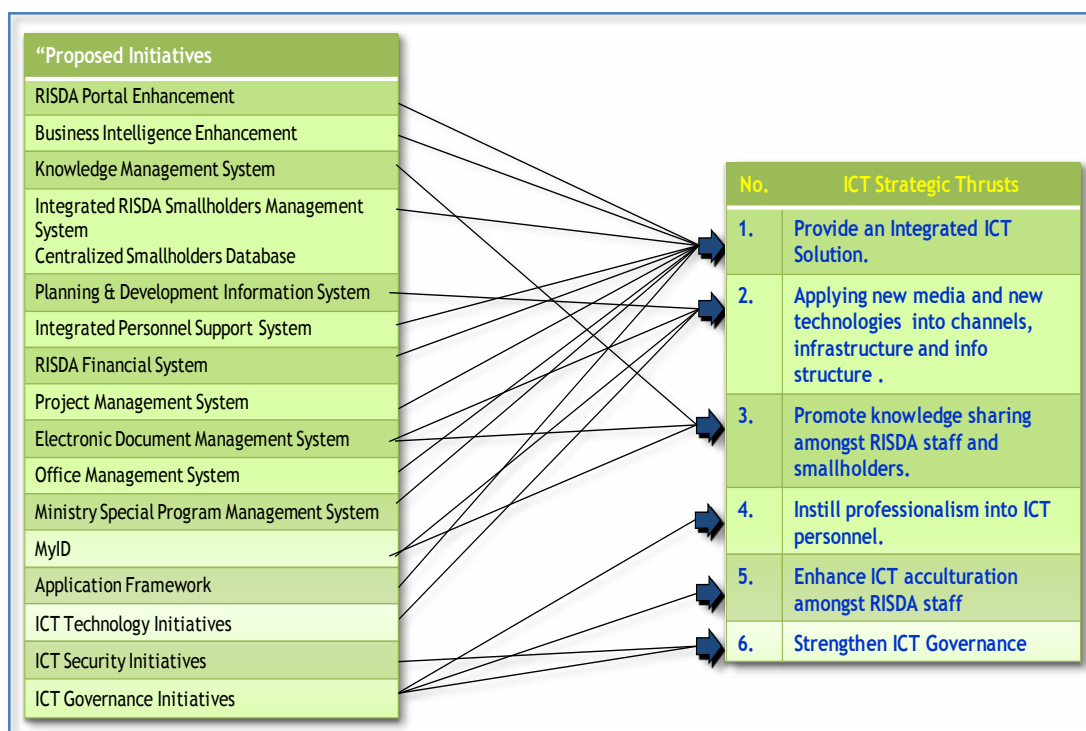 “Proposed Initiatives
RISDA Portal Enhancement
Business Intelligence Enhancement
Knowledge Management System
Integrated RISDA Smallholders Management
System
Centralized Smallholders Database
Planning & Development Information System
Integrated Personnel Support System
RISDA Financial System
Project Management System
Electronic Document Management System
Office Management System
Ministry Special Program Management System
MyID
Application Framework
ICT Technology Initiatives
ICT Security Initiatives
ICT Governance Initiatives
No. ICT Strategic Thrusts
1. Provide an Integrated ICT
Solution.
2. Applying new media and new
technologies into channels,
infrastructure and info
structure .
3. Promote knowledge sharing
amongst RISDA staff and
smallholders.
4. Instill professionalism into ICT
personnel.
5. Enhance ICT acculturation
amongst RISDA staff
6. Strengthen ICT Governance